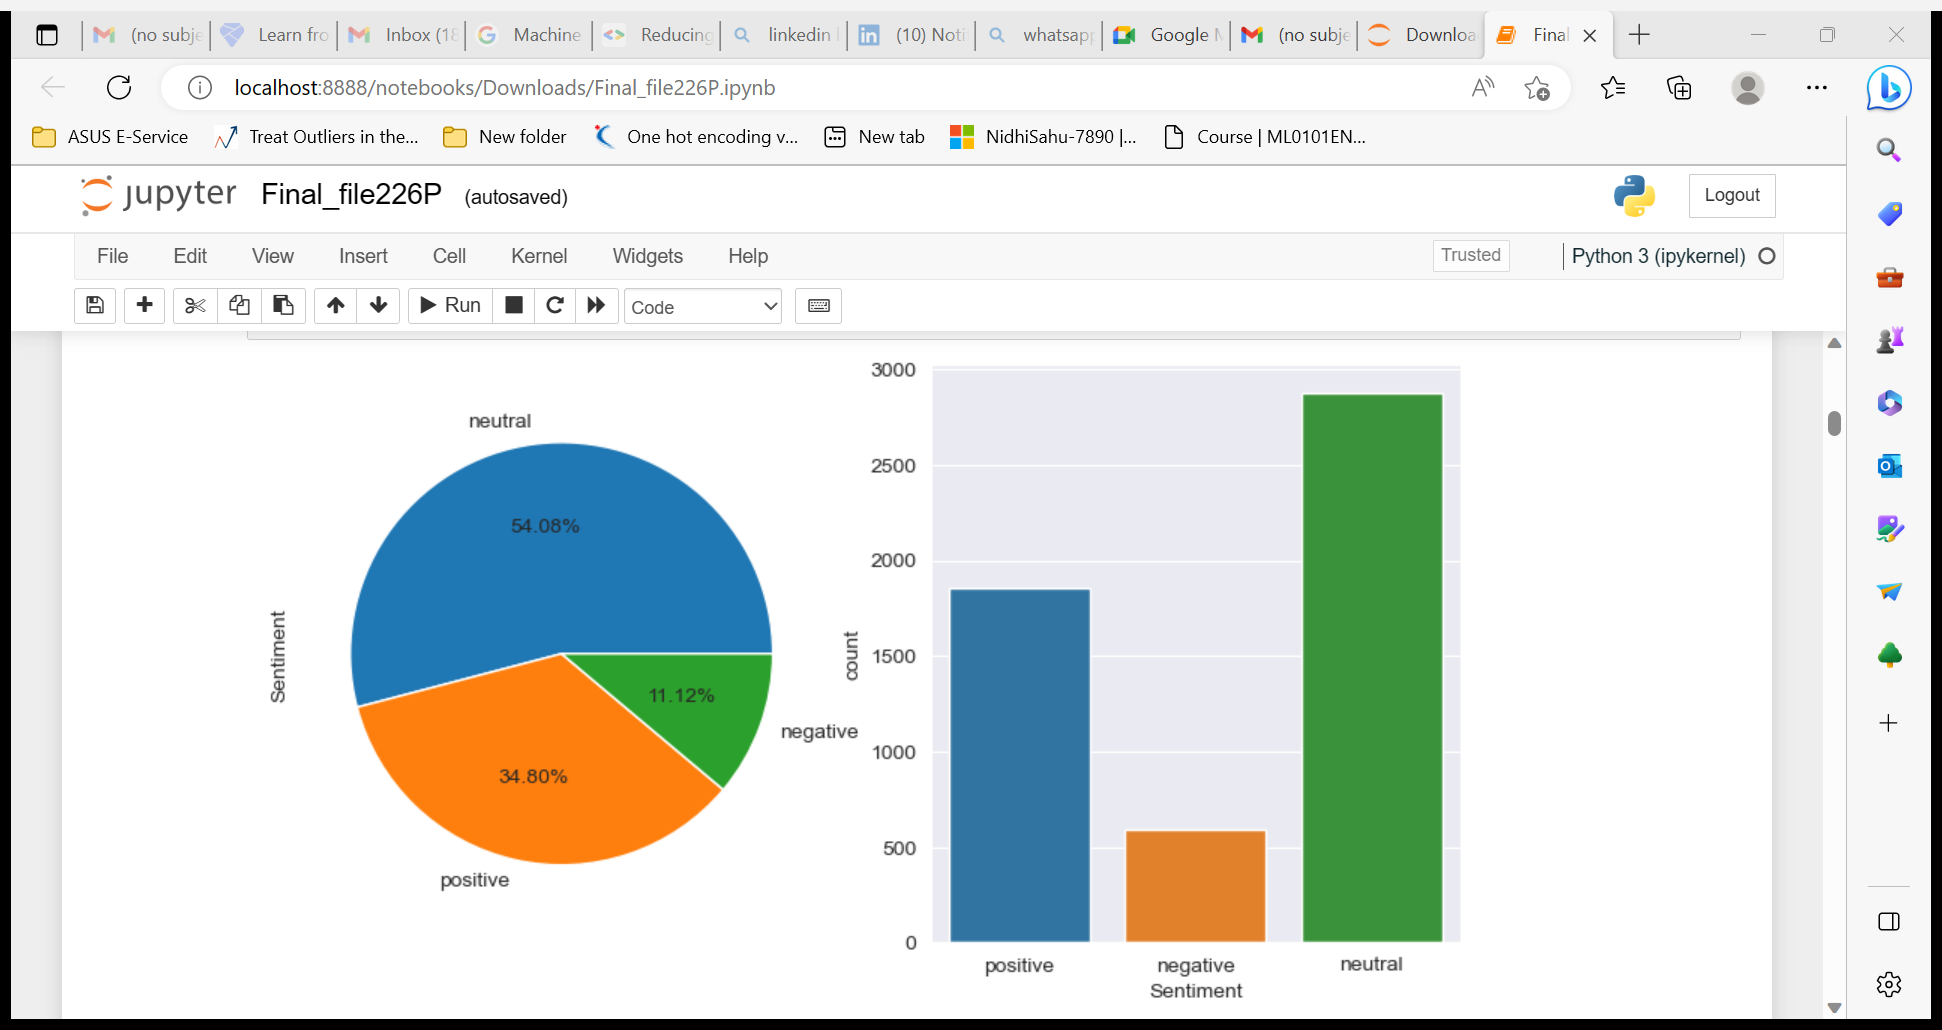 (no subje
Learn fro
Inbox (18
Machine
Reducing
linkedin
(10) Noti
whatsapp
Google M
(no subje
Downloa
Final
localhost:8888/notebooks/Downloads/Final_file226P.ipynb
ASUS E-Service
Treat Outliers in the...
New folder
One hot encoding v...
New tab
NidhiSahu-7890 |...
Course | ML0101EN...
jupyter Final_file226P (autosaved)
Logout
File Edit View Insert Cell Kernel Widgets Help
Trusted
Python 3 (ipykernel)
Run
Code
neutral
54.08%
Sentiment
11.12%
negative
34.80%
positive
3000
2500
2000
count
1500
1000
500
0
positive negative neutral
Sentiment